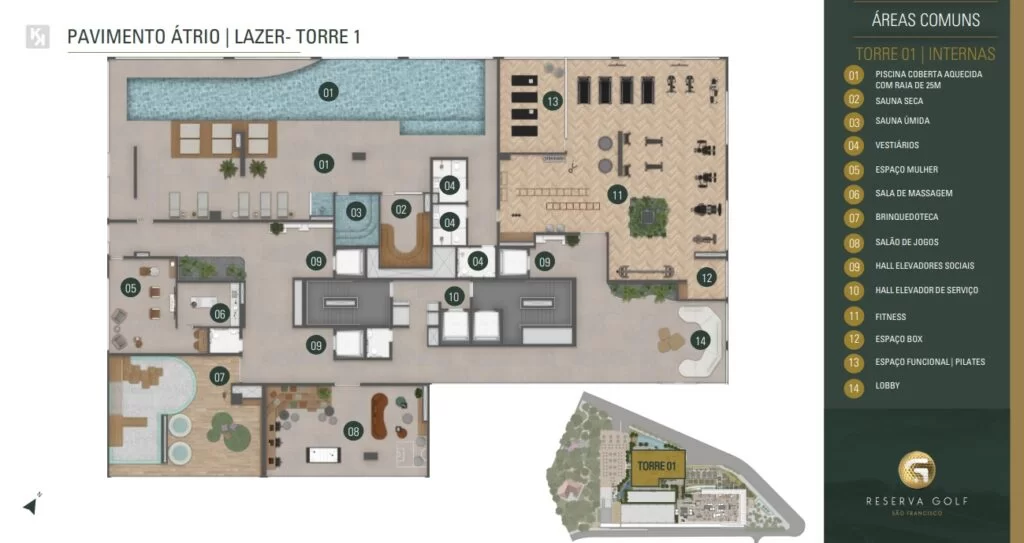 PAVIMENTO ÁTRIO | LAZER- TORRE 1
01
13
01
04
11
02
03
04
09
04
09
12
05
10
06
09
14
07
08
TORRE 01
N
ÁREAS COMUNS
TORRE 01 | INTERNAS
01 PISCINA COBERTA AQUECIDA
COM RAIA DE 25M
02 SAUNA SECA
03 SAUNA ÚMIDA
04 VESTIÁRIOS
05 ESPAÇO MULHER
06 SALA DE MASSAGEM
07 BRINQUEDOTECA
08 SALÃO DE JOGOS
09 HALL ELEVADORES SOCIAIS
10 HALL ELEVADOR DE SERVIÇO
11 FITNESS
12 ESPAÇO BOX
13 ESPAÇO FUNCIONAL | PILATES
14 LOBBY
RESERVA GOLF
SÃO FRANCISCO